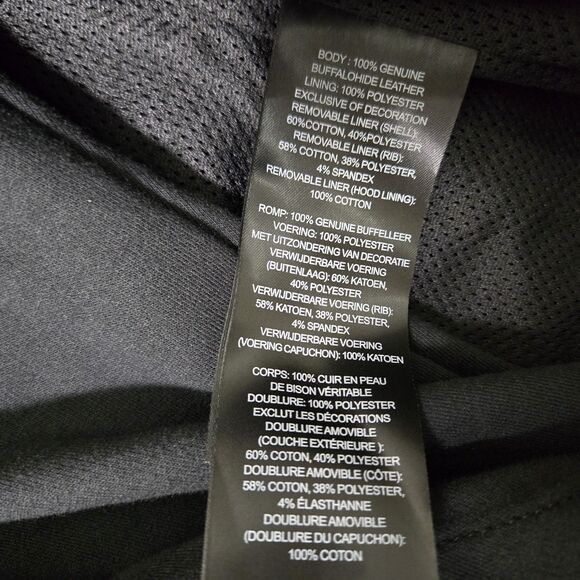 BODY : 100% GENUINE
BUFFALOHIDE LEATHER
LINING: 100% POLYESTER
EXCLUSIVE OF DECORATION
REMOVABLE LINER (SHELL):
60%COTTON, 40%POLYESTER
REMOVABLE LINER (RIB):
58% COTTON, 38% POLYESTER,
4% SPANDEX
REMOVABLE LINER (HOOD LINING):
100% COTTON
ROMP: 100% GENUINE BUFFELLEER
VOERING: 100% POLYESTER
MET UITZONDERING VAN DECORATIE
VERWIJDERBARE VOERING
(BUITENLAAG): 60% KATOEN,
40% POLYESTER
VERWIJDERBARE VOERING (RIB):
58% KATOEN, 38% POLYESTER,
4% SPANDEX
VERWIJDERBARE VOERING
(VOERING CAPUCHON): 100% KATOEN
CORPS: 100% CUIR EN PEAU
DE BISON VÉRITABLE
DOUBLURE: 100% POLYESTER
EXCLUT LES DÉCORATIONS
DOUBLURE AMOVIBLE
(COUCHE EXTÉRIEURE ):
60% COTON, 40% POLYESTER
DOUBLURE AMOVIBLE (CÔTE):
58% COTON, 38% POLYESTER,
4% ÉLASTHANNE
DOUBLURE AMOVIBLE
(DOUBLURE DU CAPUCHON):
100% COTON